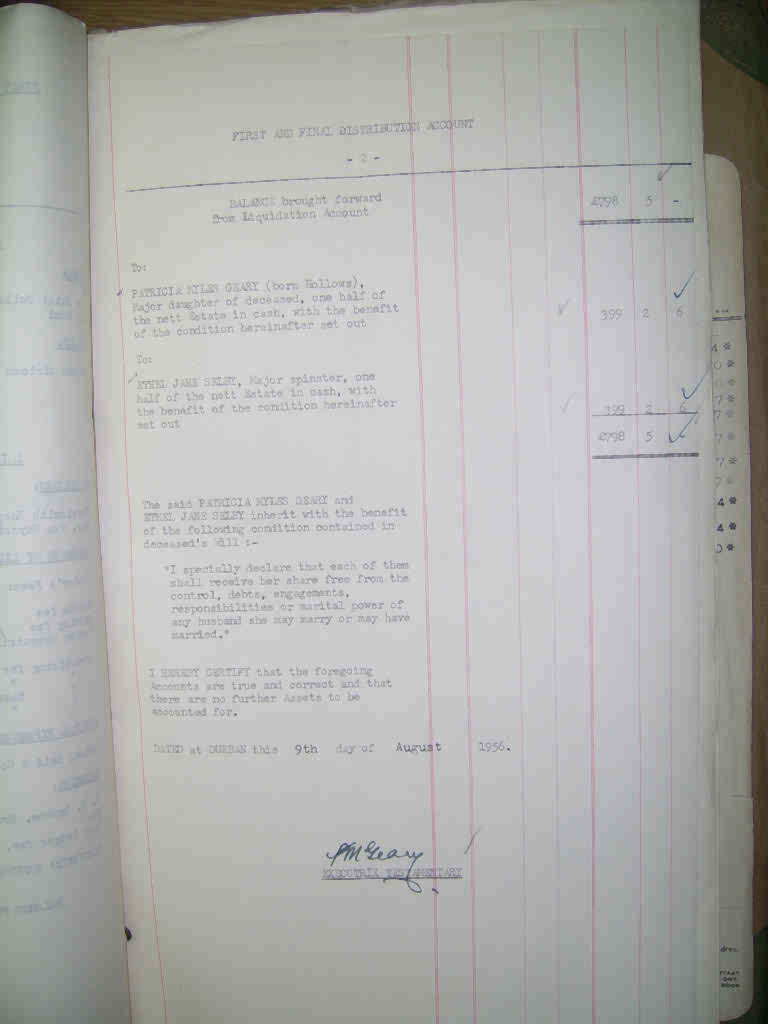 FIRST AND FINAL DISTRIBUTION ACCOUNT
- 2 -
BALANCE brought forward
from Liquidation Account
£798 5 -
To:
PATRICIA MYLES GEARY (born Hollows),
Major daughter of deceased, one half of
the nett Estate in cash, with the benefit
of the condition hereinafter set out
399 2 6
To:
ETHEL JANE SELBY, Major spinster, one
half of the nett Estate in cash, with
the benefit of the condition hereinafter
set out
399 2 6
£798 5 -
The said PATRICIA MYLES GEARY and
ETHEL JANE SELBY inherit with the benefit
of the following condition contained in
deceased's Will :-
"I specially declare that each of them
shall receive her share free from the
control, debts, engagements,
responsibilities or marital power of
any husband she may marry or may have
married."
I HEREBY CERTIFY that the foregoing
Accounts are true and correct and that
there are no further Assets to be
accounted for.
DATED at DURBAN this 9th day of August 1956.
PMGeary
EXECUTRIX TESTAMENTARY